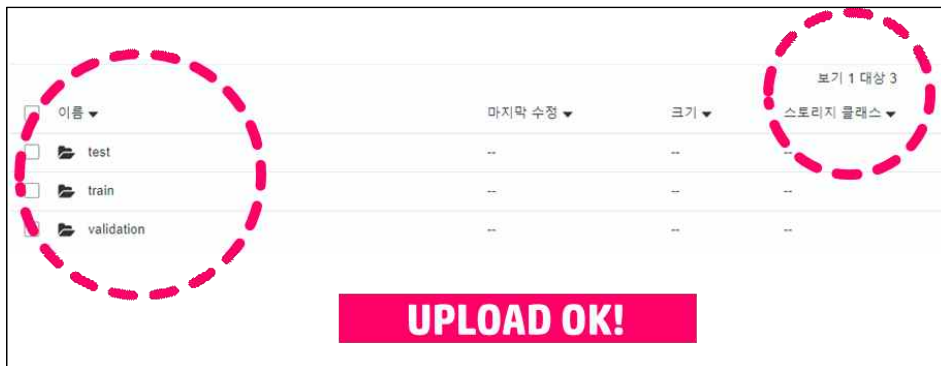 보기 1 대상 3
이름 마지막 수정 크기 스토리지 클래스
test -- -- --
train -- -- --
validation -- -- --
UPLOAD OK!